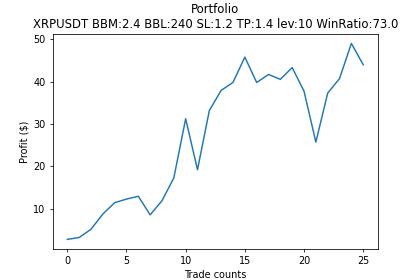 Portfolio
XRPUSDT BBM:2.4 BBL:240 SL:1.2 TP:1.4 lev:10 WinRatio:73.0
50
40
30
20
10
Profit ($)
0 5 10 15 20 25
Trade counts